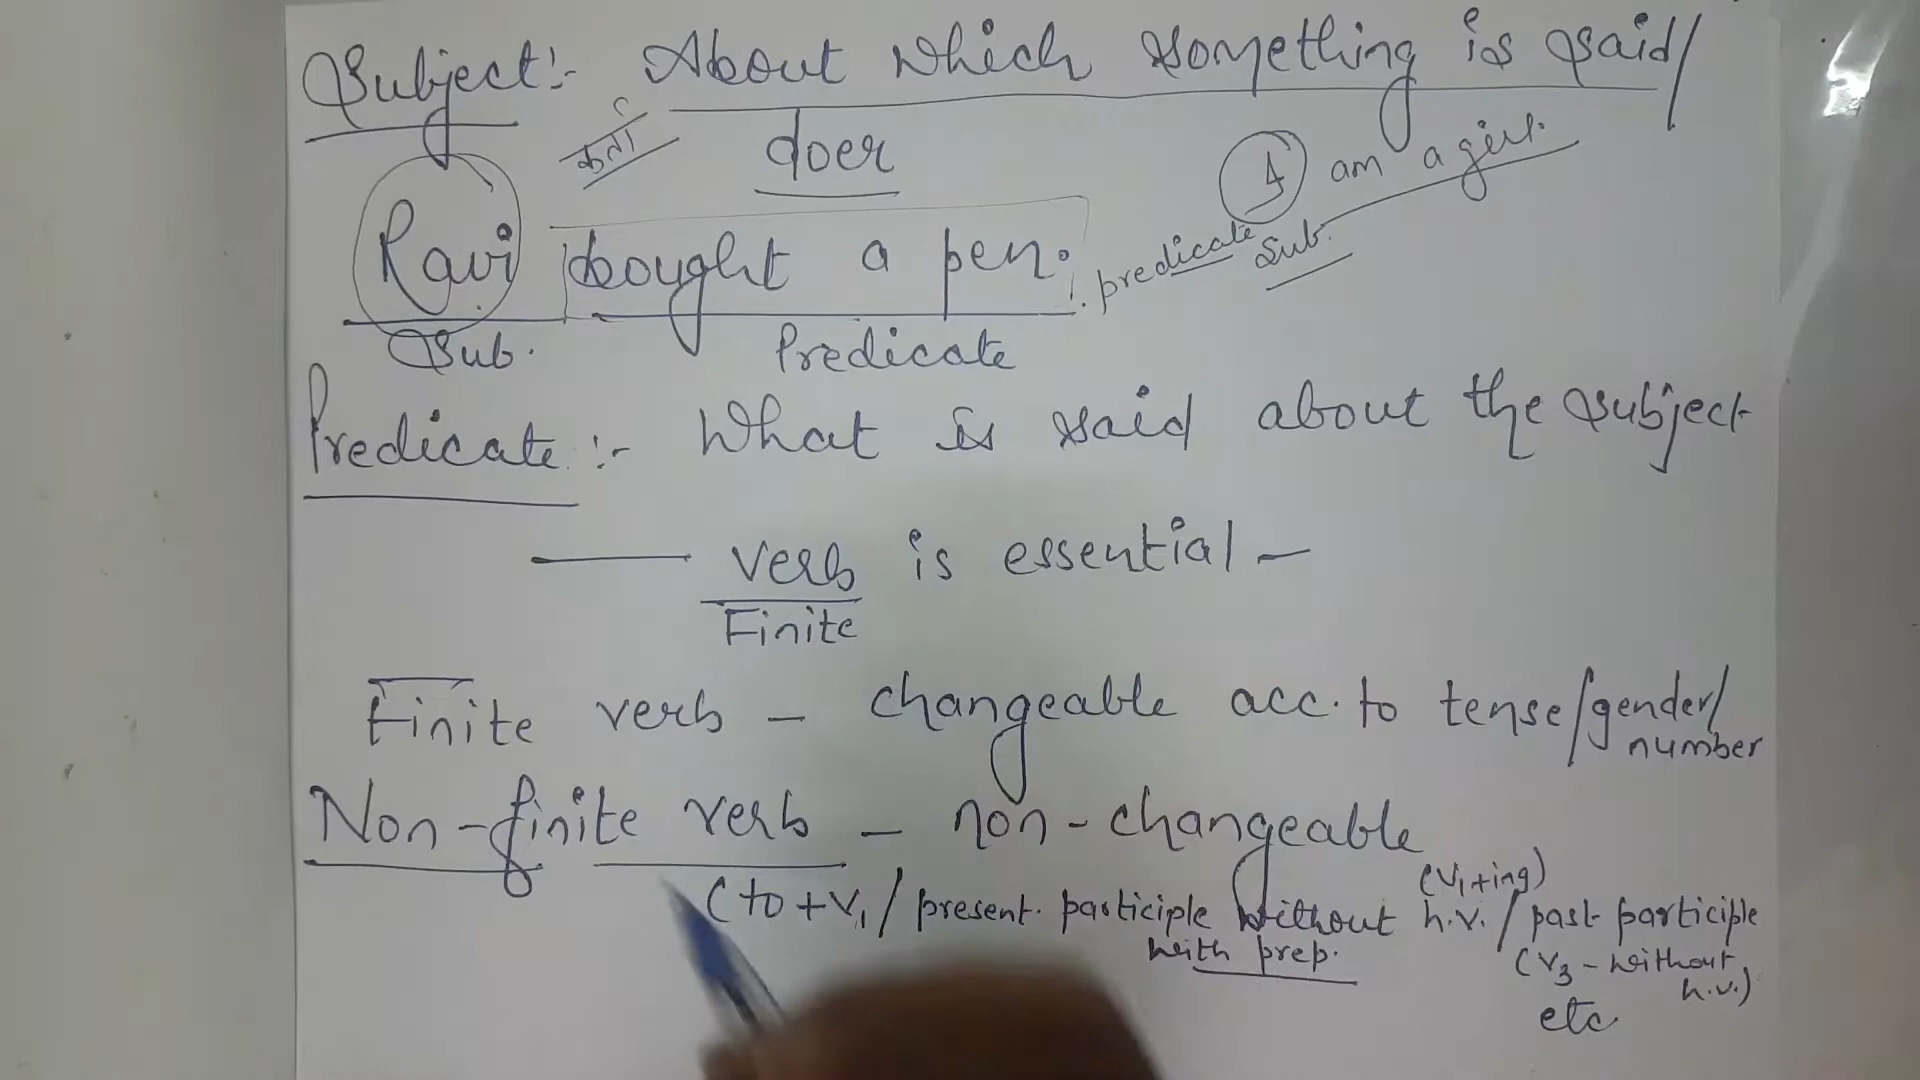 Subject:- About which something is said/
कर्ता doer
I am a girl.
Sub.
predicate
Ravi bought a pen.
Sub. Predicate
Predicate:- What is said about the subject
verb is essential
Finite
Finite verb - changeable acc. to tense/gender/
number
Non-finite verb - non-changeable
(V1+ing)
(to+V1/present. participle without h.v./past participle
with prep. (V3-without
h.v.)
etc